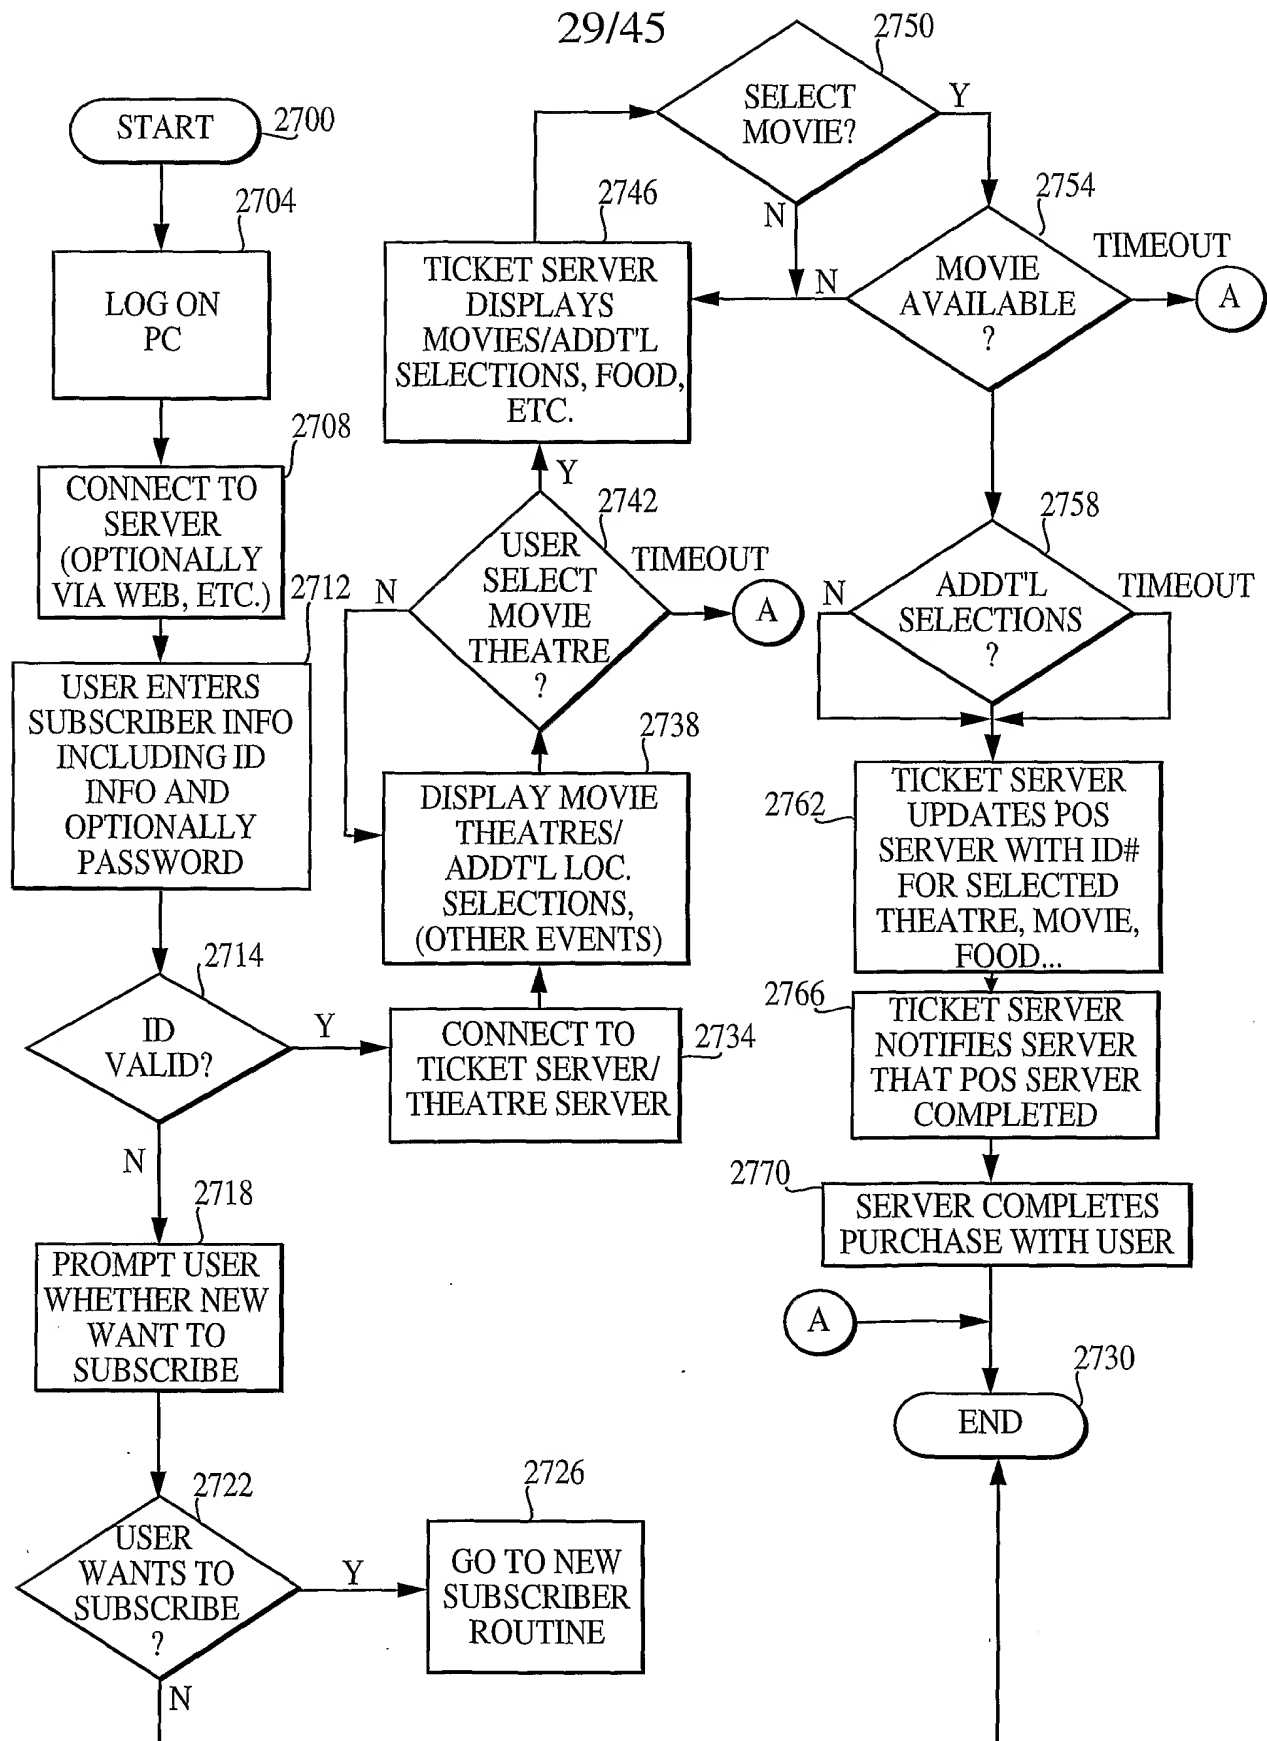 29/45
START
2700
2704
LOG ON
PC
2708
CONNECT TO
SERVER
(OPTIONALLY
VIA WEB, ETC.)
2712
USER ENTERS
SUBSCRIBER INFO
INCLUDING ID
INFO AND
OPTIONALLY
PASSWORD
2714
ID
VALID?
Y
N
2718
PROMPT USER
WHETHER NEW
WANT TO
SUBSCRIBE
2722
USER
WANTS TO
SUBSCRIBE
?
Y
N
2726
GO TO NEW
SUBSCRIBER
ROUTINE
2734
CONNECT TO
TICKET SERVER/
THEATRE SERVER
2738
DISPLAY MOVIE
THEATRES/
ADDT'L LOC.
SELECTIONS,
(OTHER EVENTS)
2742
USER
SELECT
MOVIE
THEATRE
?
N
Y
TIMEOUT
A
2746
TICKET SERVER
DISPLAYS
MOVIES/ADDT'L
SELECTIONS, FOOD,
ETC.
2750
SELECT
MOVIE?
Y
N
2754
MOVIE
AVAILABLE
?
N
TIMEOUT
A
2758
ADDT'L
SELECTIONS
?
N
TIMEOUT
2762
TICKET SERVER
UPDATES POS
SERVER WITH ID#
FOR SELECTED
THEATRE, MOVIE,
FOOD...
2766
TICKET SERVER
NOTIFIES SERVER
THAT POS SERVER
COMPLETED
2770
SERVER COMPLETES
PURCHASE WITH USER
A
2730
END